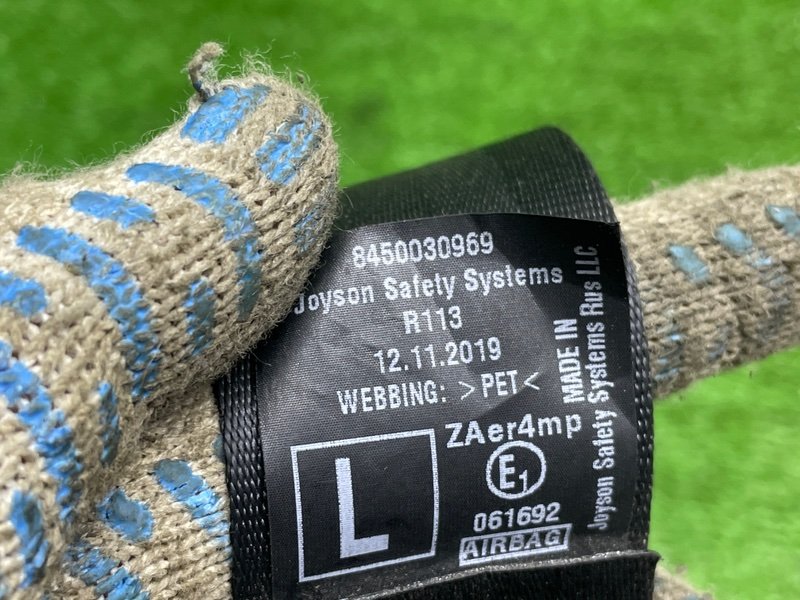 8450030969
Joyson Safety Systems
R113
12.11.2019
WEBBING: >PET<
MADE IN
Joyson Safety Systems Rus LLC
L
ZAer4mp
E1
061692
AIRBAG